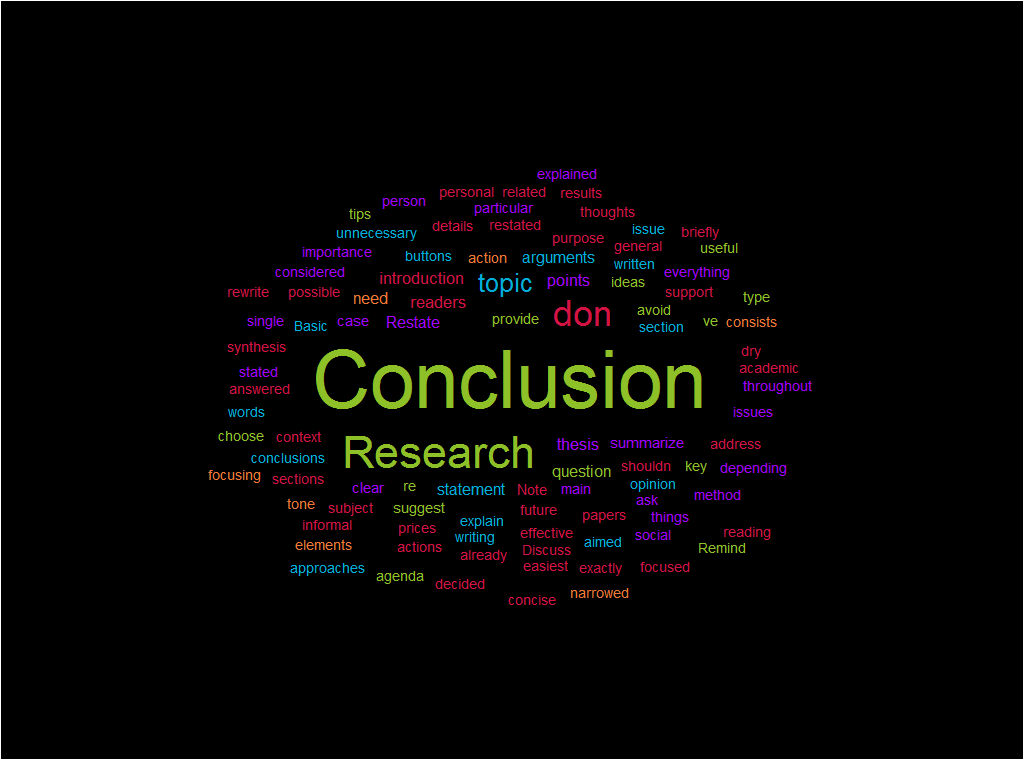 explained
personal related results
person particular thoughts
tips details restated
unnecessary purpose issue briefly
importance buttons action arguments general useful
considered introduction topic points written everything
rewrite possible need readers ideas support type
single Basic case Restate provide don avoid section ve consists
synthesis dry
stated academic
answered Conclusion throughout
words issues
choose context Research thesis summarize address
conclusions question shouldn key depending
focusing sections clear re statement Note main opinion method
tone subject suggest future papers ask things
informal prices explain effective social reading
elements actions writing Discuss aimed Remind
approaches already easiest exactly focused
agenda decided narrowed
concise